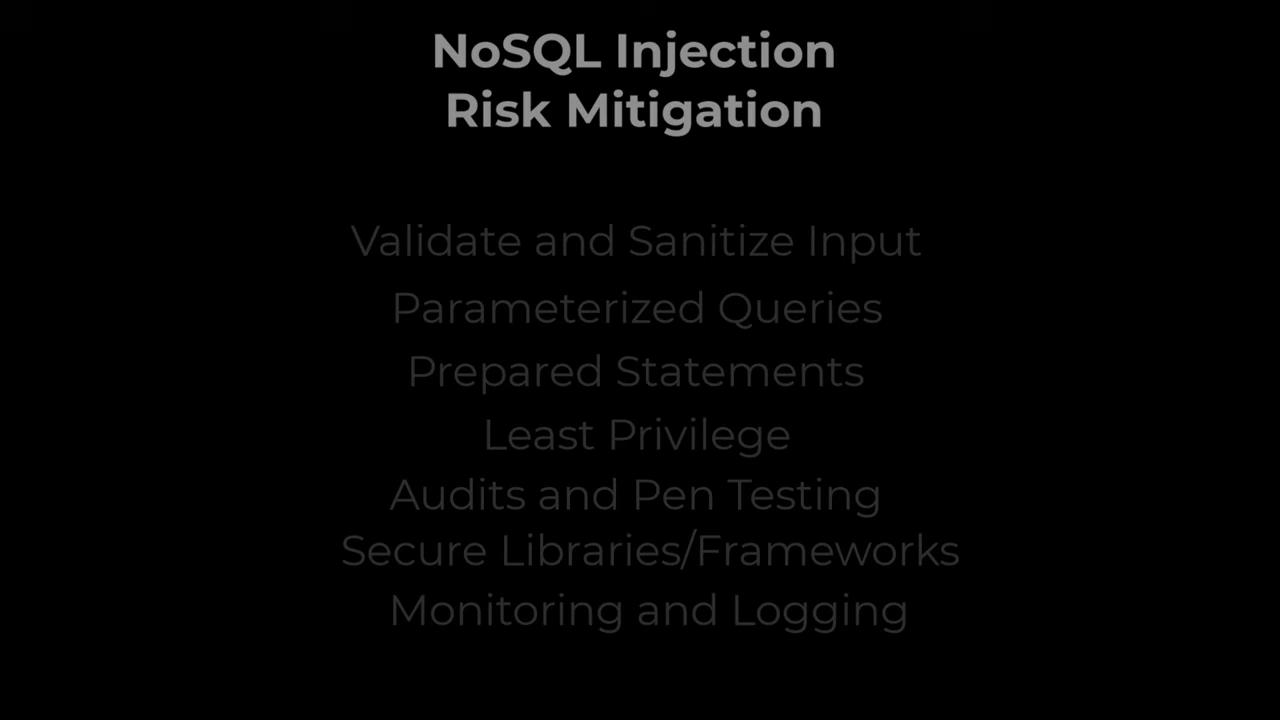 NoSQL Injection
Risk Mitigation
Validate and Sanitize Input
Parameterized Queries
Prepared Statements
Least Privilege
Audits and Pen Testing
Secure Libraries/Frameworks
Monitoring and Logging